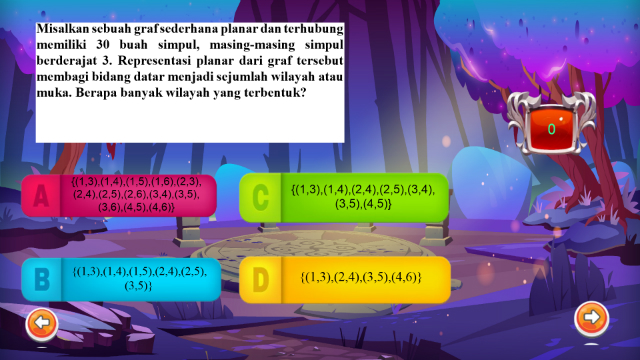 Misalkan sebuah graf sederhana planar dan terhubung
memiliki 30 buah simpul, masing-masing simpul
berderajat 3. Representasi planar dari graf tersebut
membagi bidang datar menjadi sejumlah wilayah atau
muka. Berapa banyak wilayah yang terbentuk?
0
A
{(1,3),(1,4),(1,5),(1,6),(2,3),
(2,4),(2,5),(2,6),(3,4),(3,5),
(3,6),(4,5),(4,6)}
C
{(1,3),(1,4),(2,4),(2,5),(3,4),
(3,5),(4,5)}
B
{(1,3),(1,4),(1,5),(2,4),(2,5),
(3,5)}
D
{(1,3),(2,4),(3,5),(4,6)}